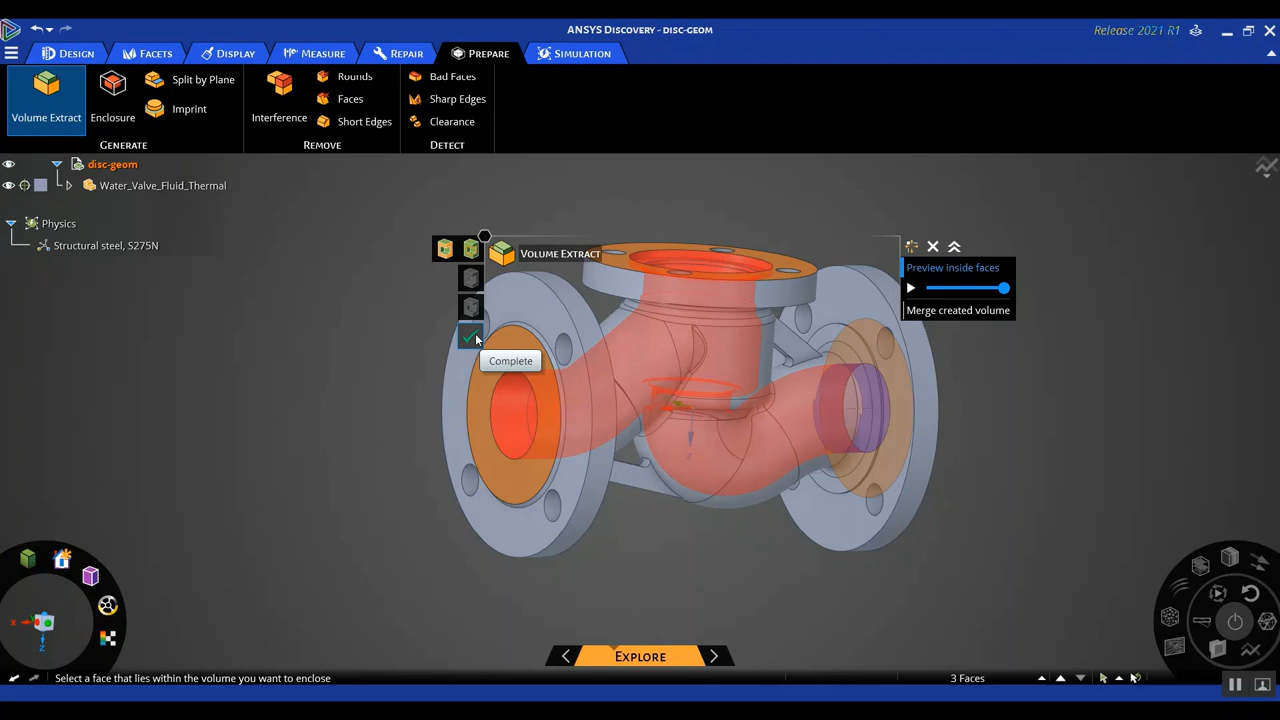 ANSYS Discovery - DISC-GEOM
Release 2021 R1
DESIGN
FACETS
DISPLAY
MEASURE
REPAIR
PREPARE
SIMULATION
Volume Extract
Enclosure
Split by Plane
Imprint
GENERATE
Interference
Rounds
Faces
Short Edges
REMOVE
Bad Faces
Sharp Edges
Clearance
DETECT
disc-geom
Water_Valve_Fluid_Thermal
Physics
Structural steel, S275N
VOLUME EXTRACT
Preview inside faces
Merge created volume
Complete
X
Z
Z
EXPLORE
Select a face that lies within the volume you want to enclose
3 Faces